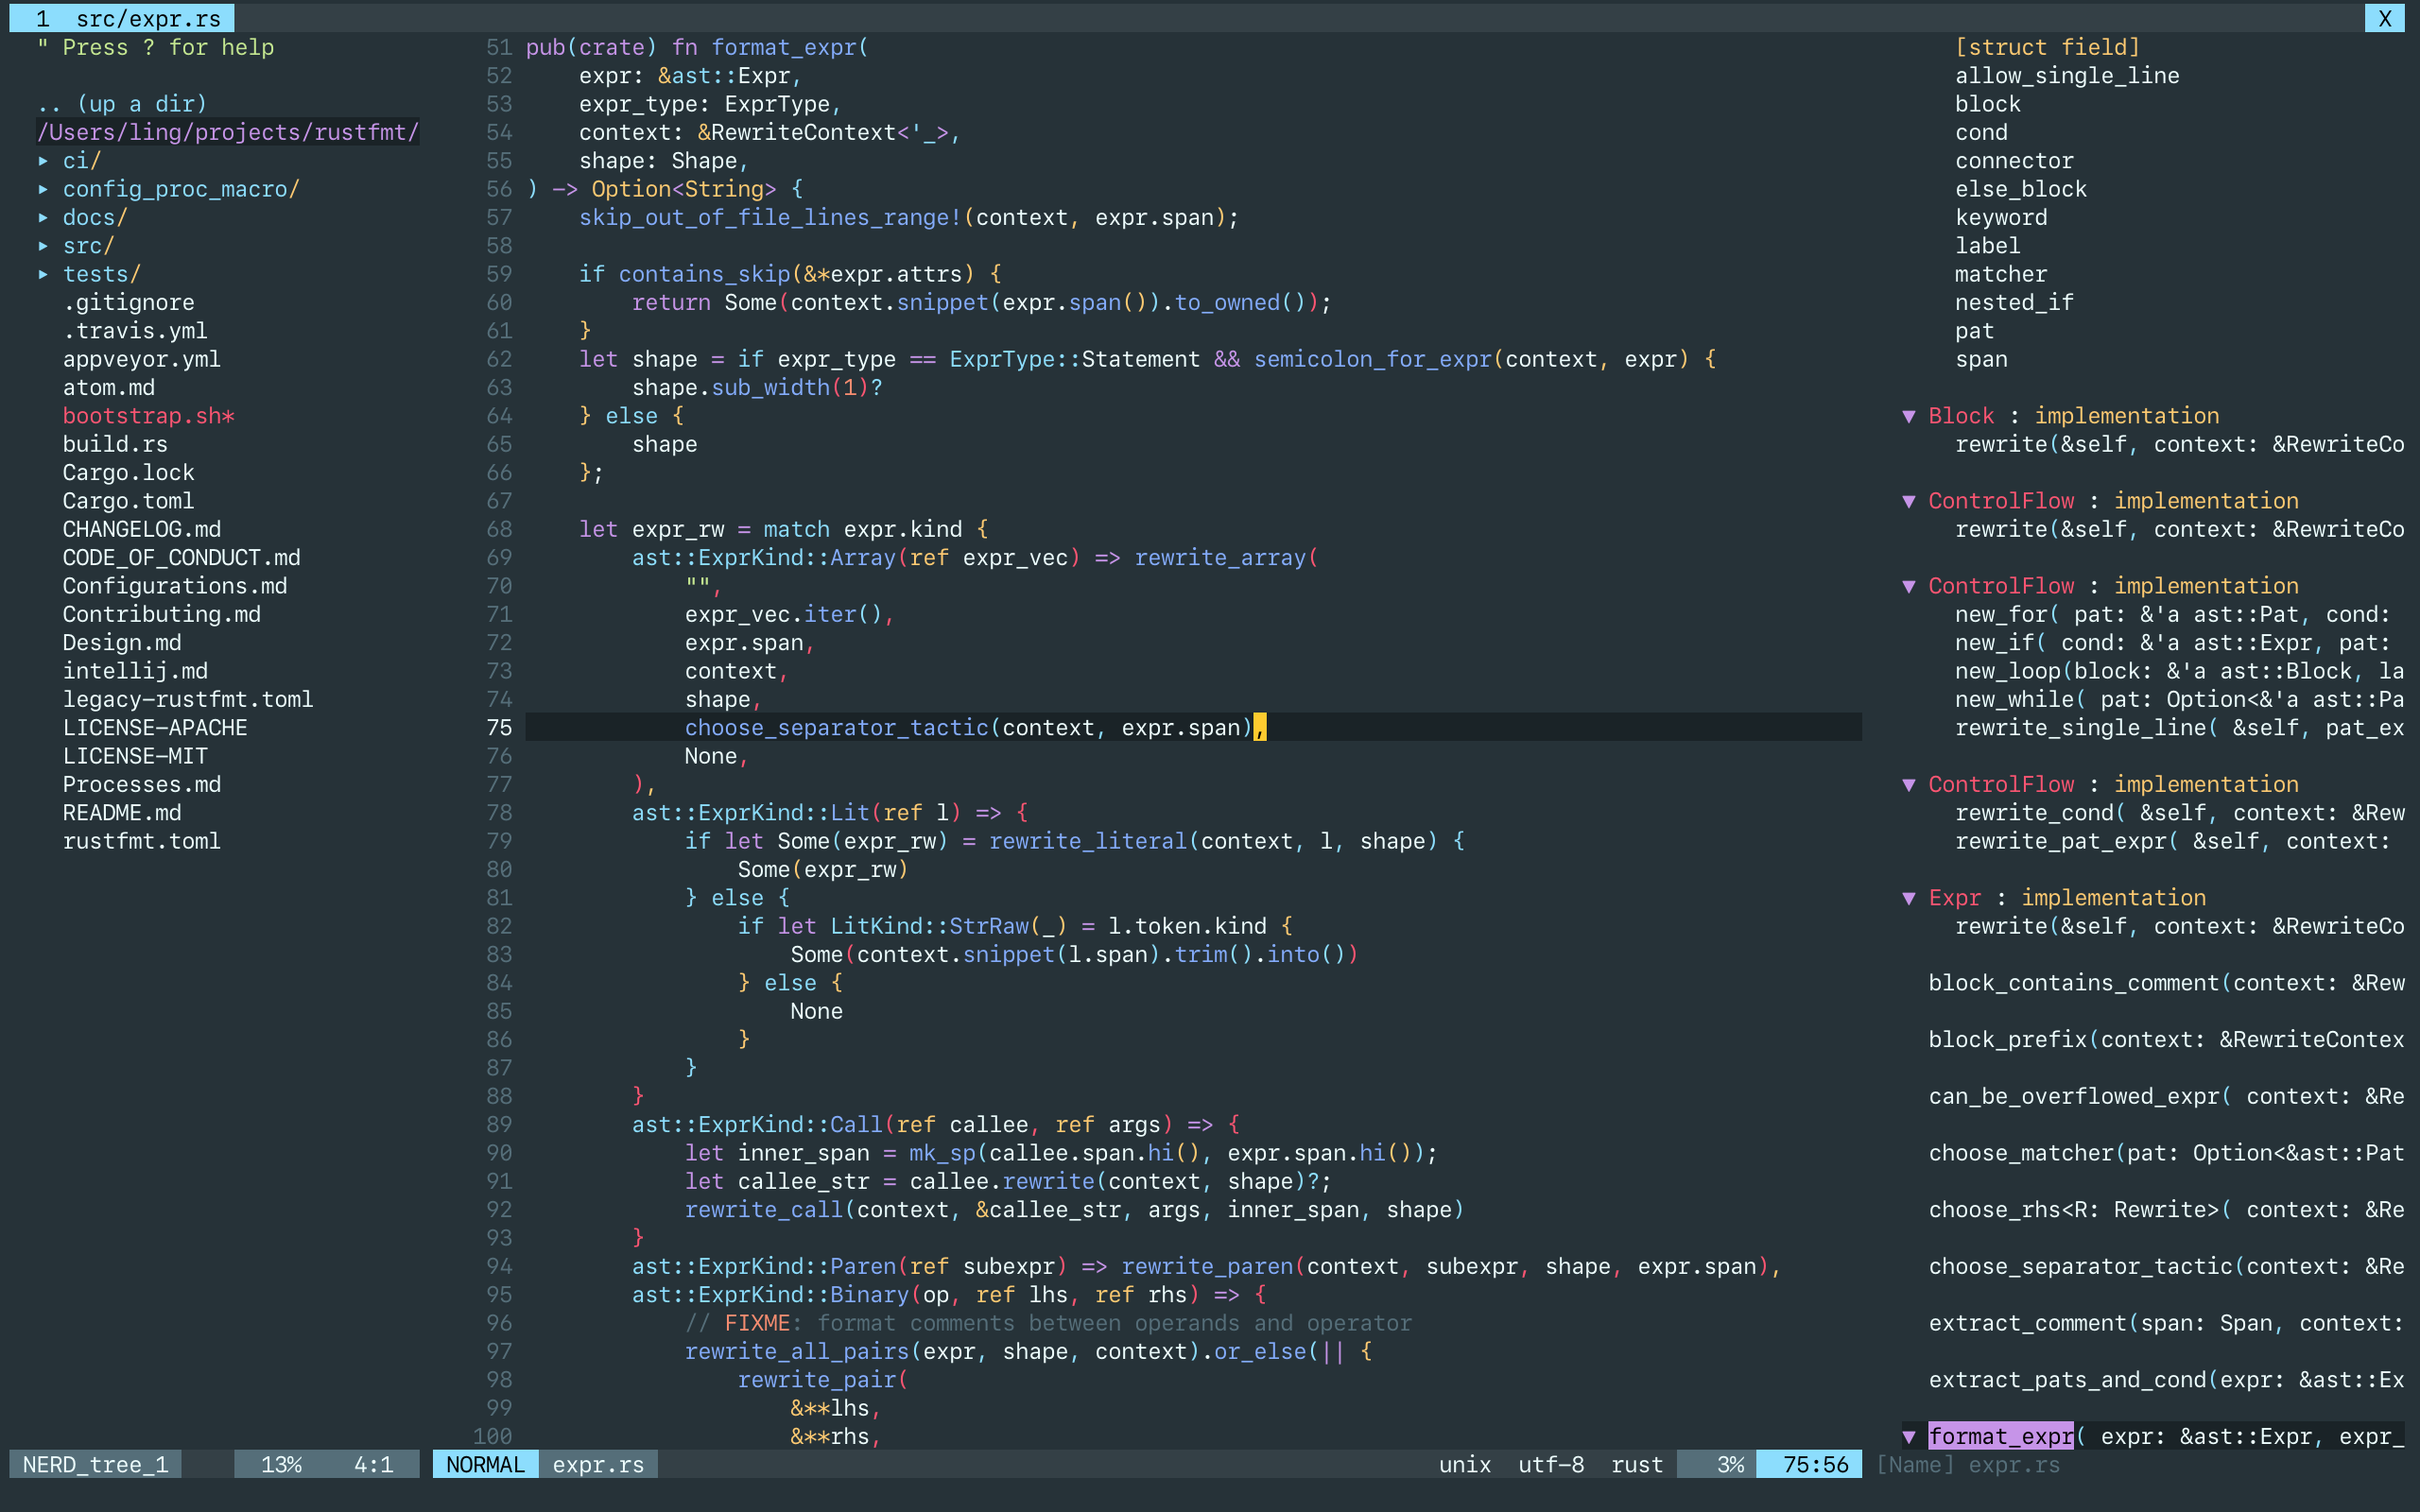 1  src/expr.rs
X
" Press ? for help
.. (up a dir)
/Users/ling/projects/rustfmt/
▸ ci/
▸ config_proc_macro/
▸ docs/
▸ src/
▸ tests/
.gitignore
.travis.yml
appveyor.yml
atom.md
bootstrap.sh*
build.rs
Cargo.lock
Cargo.toml
CHANGELOG.md
CODE_OF_CONDUCT.md
Configurations.md
Contributing.md
Design.md
intellij.md
legacy-rustfmt.toml
LICENSE-APACHE
LICENSE-MIT
Processes.md
README.md
rustfmt.toml
NERD_tree_1 13% 4:1
51 pub(crate) fn format_expr(
52     expr: &ast::Expr,
53     expr_type: ExprType,
54     context: &RewriteContext<'_>,
55     shape: Shape,
56 ) -> Option<String> {
57     skip_out_of_file_lines_range!(context, expr.span);
58
59     if contains_skip(&*expr.attrs) {
60         return Some(context.snippet(expr.span()).to_owned());
61     }
62     let shape = if expr_type == ExprType::Statement && semicolon_for_expr(context, expr) {
63         shape.sub_width(1)?
64     } else {
65         shape
66     };
67
68     let expr_rw = match expr.kind {
69         ast::ExprKind::Array(ref expr_vec) => rewrite_array(
70             "",
71             expr_vec.iter(),
72             expr.span,
73             context,
74             shape,
75             choose_separator_tactic(context, expr.span),
76             None,
77         ),
78         ast::ExprKind::Lit(ref l) => {
79             if let Some(expr_rw) = rewrite_literal(context, l, shape) {
80                 Some(expr_rw)
81             } else {
82                 if let LitKind::StrRaw(_) = l.token.kind {
83                     Some(context.snippet(l.span).trim().into())
84                 } else {
85                     None
86                 }
87             }
88         }
89         ast::ExprKind::Call(ref callee, ref args) => {
90             let inner_span = mk_sp(callee.span.hi(), expr.span.hi());
91             let callee_str = callee.rewrite(context, shape)?;
92             rewrite_call(context, &callee_str, args, inner_span, shape)
93         }
94         ast::ExprKind::Paren(ref subexpr) => rewrite_paren(context, subexpr, shape, expr.span),
95         ast::ExprKind::Binary(op, ref lhs, ref rhs) => {
96             // FIXME: format comments between operands and operator
97             rewrite_all_pairs(expr, shape, context).or_else(|| {
98                 rewrite_pair(
99                     &**lhs,
100                     &**rhs,
NORMAL expr.rs unix utf-8 rust 3% 75:56
[struct field]
allow_single_line
block
cond
connector
else_block
keyword
label
matcher
nested_if
pat
span
▼ Block : implementation
rewrite(&self, context: &RewriteCo
▼ ControlFlow : implementation
rewrite(&self, context: &RewriteCo
▼ ControlFlow : implementation
new_for( pat: &'a ast::Pat, cond:
new_if( cond: &'a ast::Expr, pat:
new_loop(block: &'a ast::Block, la
new_while( pat: Option<&'a ast::Pa
rewrite_single_line( &self, pat_ex
▼ ControlFlow : implementation
rewrite_cond( &self, context: &Rew
rewrite_pat_expr( &self, context:
▼ Expr : implementation
rewrite(&self, context: &RewriteCo
block_contains_comment(context: &Rew
block_prefix(context: &RewriteContex
can_be_overflowed_expr( context: &Re
choose_matcher(pat: Option<&ast::Pat
choose_rhs<R: Rewrite>( context: &Re
choose_separator_tactic(context: &Re
extract_comment(span: Span, context:
extract_pats_and_cond(expr: &ast::Ex
▼ format_expr( expr: &ast::Expr, expr_
[Name] expr.rs